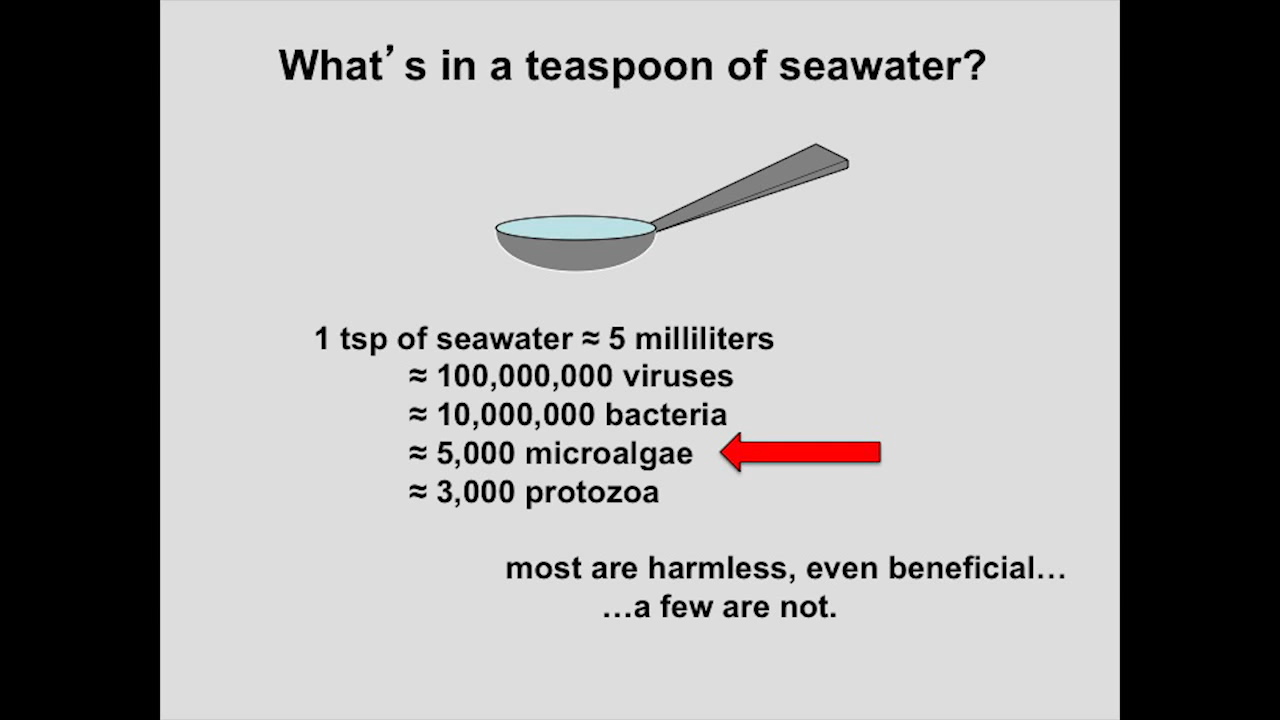 What's in a teaspoon of seawater?
1 tsp of seawater ≈ 5 milliliters
≈ 100,000,000 viruses
≈ 10,000,000 bacteria
≈ 5,000 microalgae
≈ 3,000 protozoa
most are harmless, even beneficial…
…a few are not.